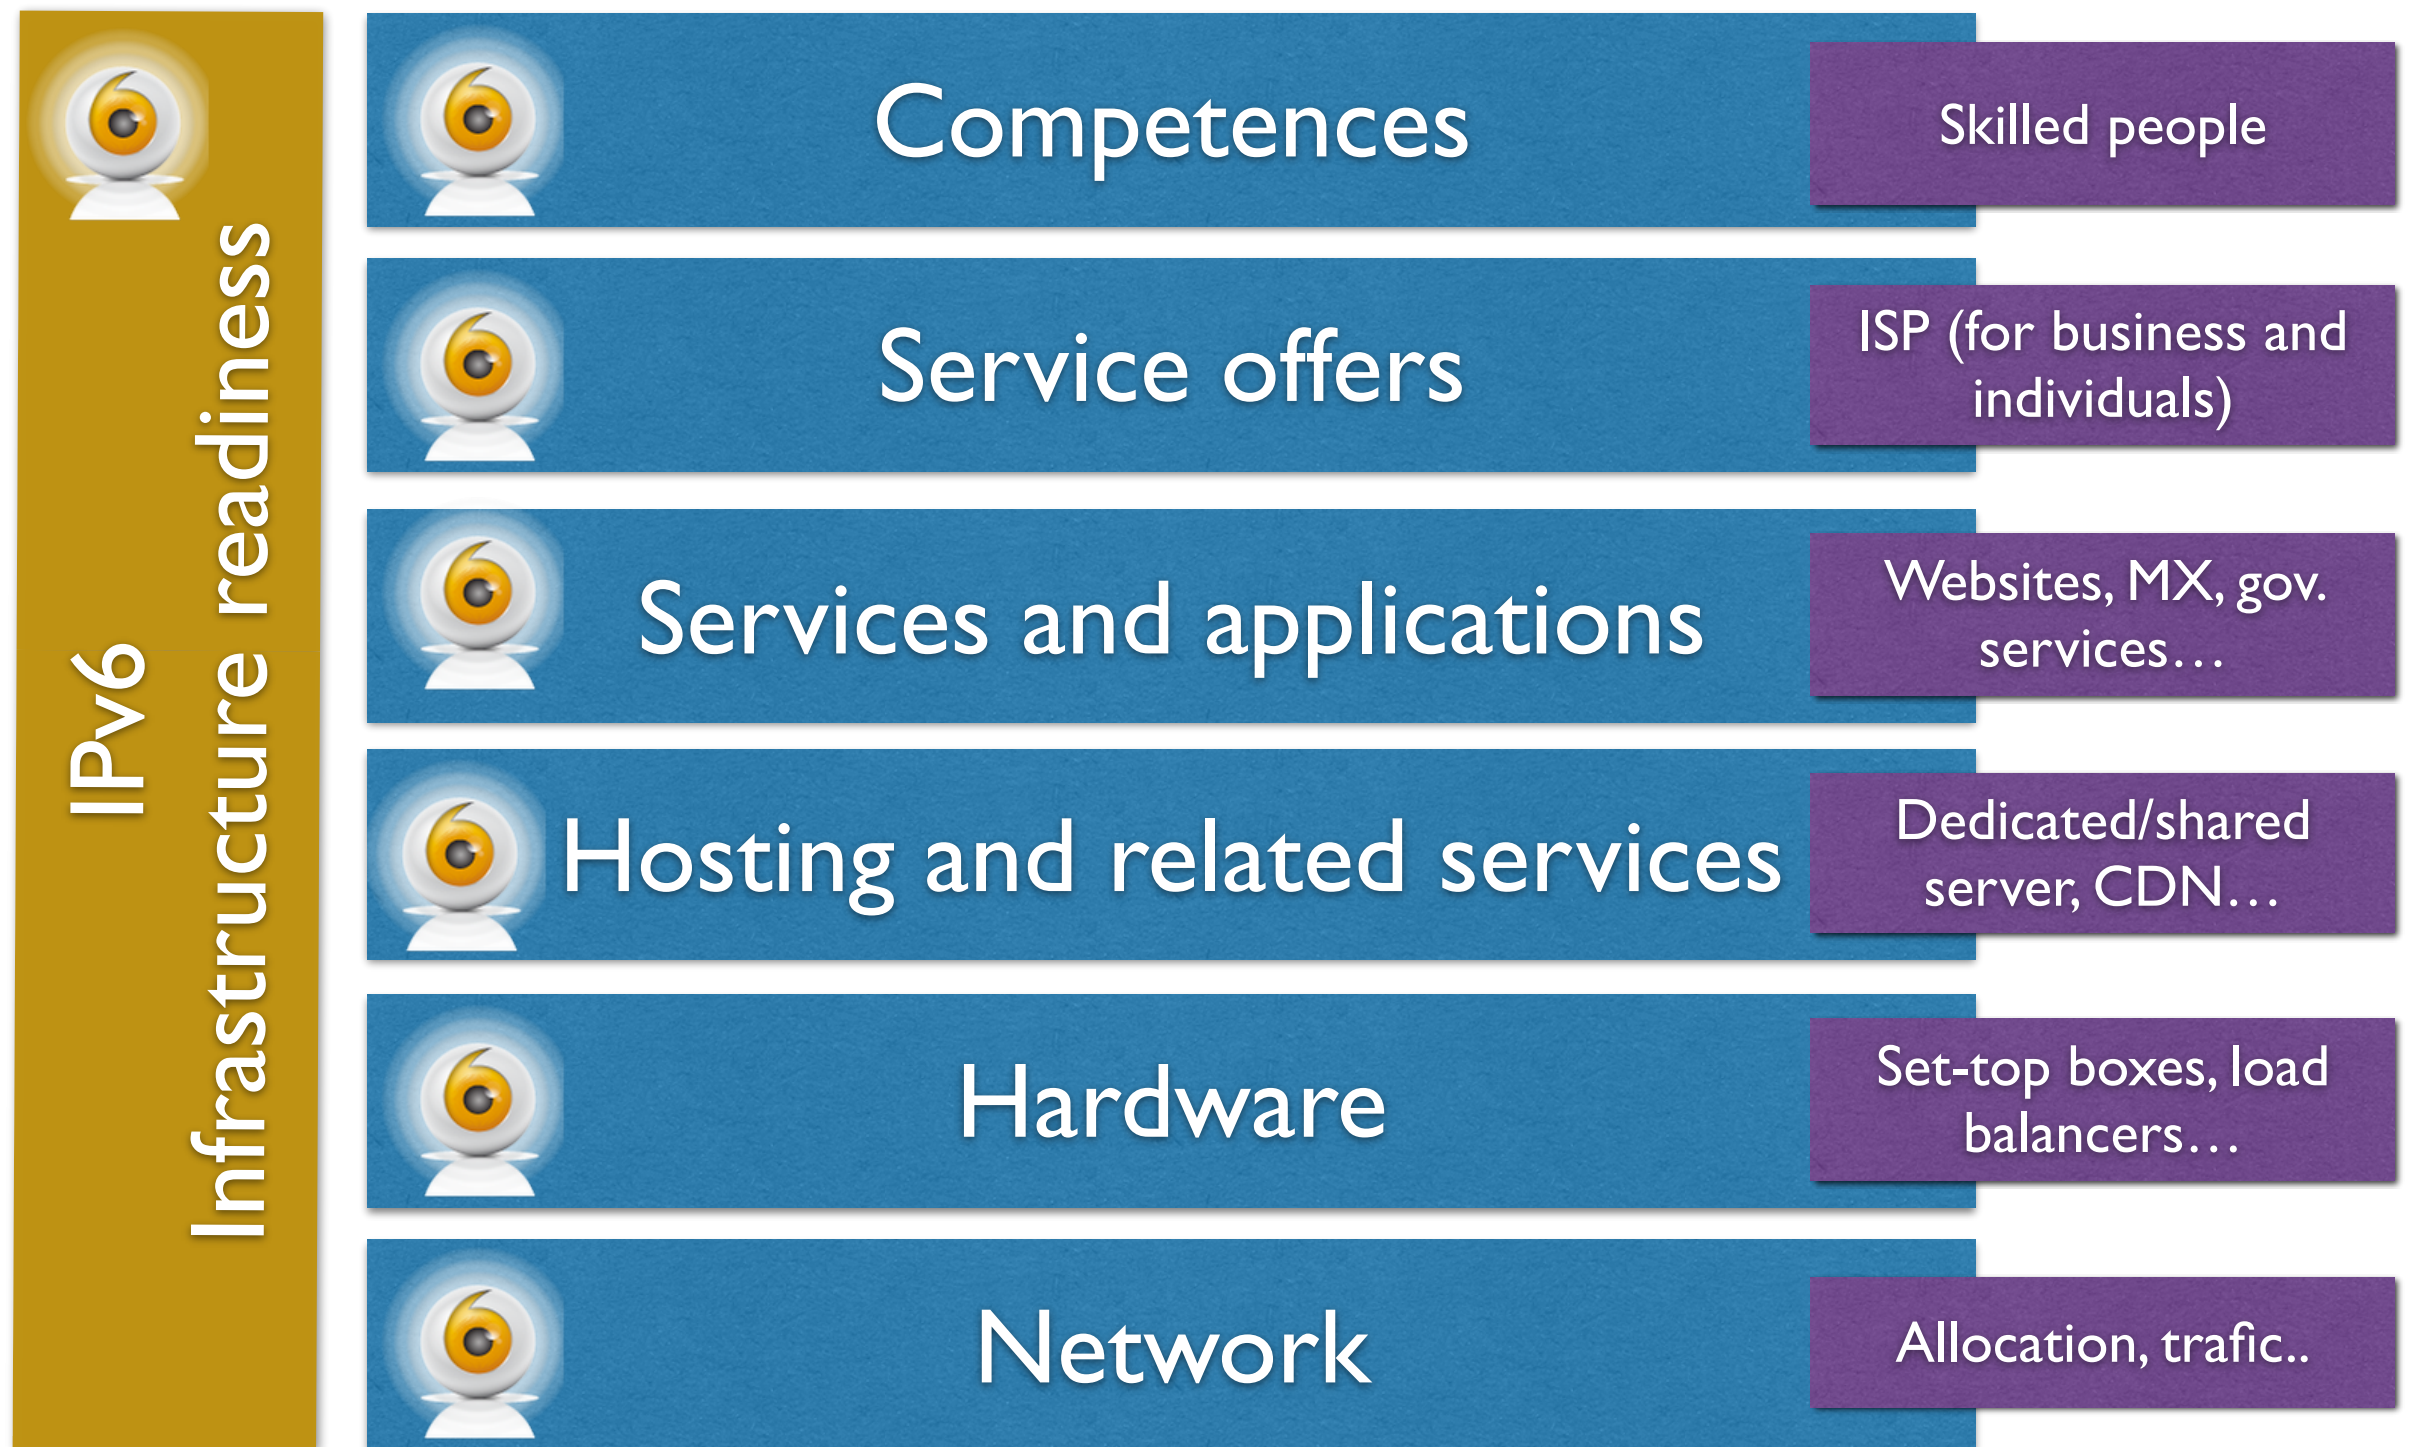 IPv6
Infrastructure readiness
Competences
Skilled people
Service offers
ISP (for business and
individuals)
Services and applications
Websites, MX, gov.
services…
Hosting and related services
Dedicated/shared
server, CDN…
Hardware
Set-top boxes, load
balancers…
Network
Allocation, trafic..